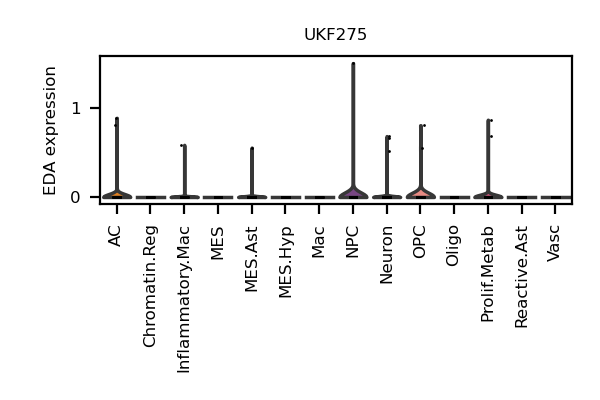 UKF275
EDA expression
1
0
AC
Chromatin.Reg
Inflammatory.Mac
MES
MES.Ast
MES.Hyp
Mac
NPC
Neuron
OPC
Oligo
Prolif.Metab
Reactive.Ast
Vasc